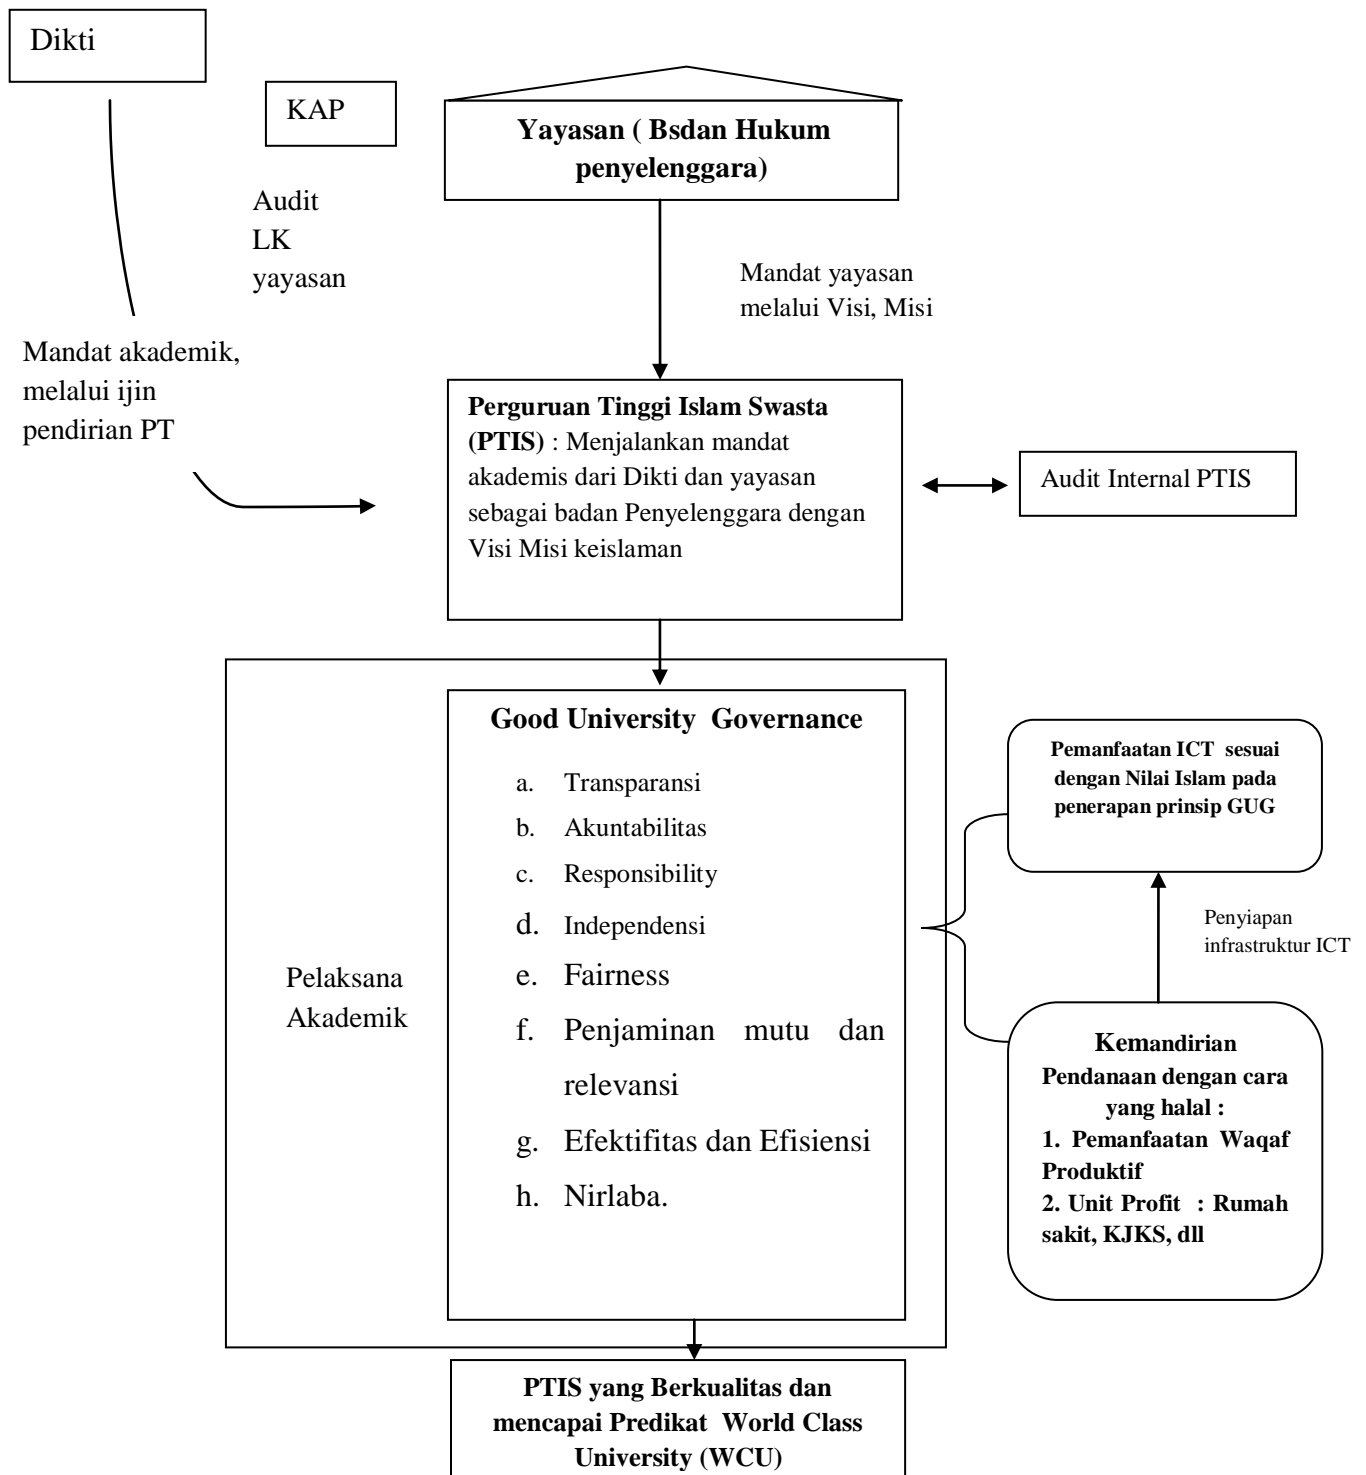 Dikti
KAP
Yayasan ( Bsdan Hukum
penyelenggara)
Audit
LK
yayasan
Mandat yayasan
melalui Visi, Misi
Mandat akademik,
melalui ijin
pendirian PT
Perguruan Tinggi Islam Swasta
(PTIS) : Menjalankan mandat
akademis dari Dikti dan yayasan
sebagai badan Penyelenggara dengan
Visi Misi keislaman
Audit Internal PTIS
Pelaksana
Akademik
Good University Governance
a. Transparansi
b. Akuntabilitas
c. Responsibility
d. Independensi
e. Fairness
f. Penjaminan mutu dan
relevansi
g. Efektifitas dan Efisiensi
h. Nirlaba.
Pemanfaatan ICT sesuai
dengan Nilai Islam pada
penerapan prinsip GUG
Penyiapan
infrastruktur ICT
Kemandirian
Pendanaan dengan cara
yang halal :
1. Pemanfaatan Waqaf
Produktif
2. Unit Profit : Rumah
sakit, KJKS, dll
PTIS yang Berkualitas dan
mencapai Predikat World Class
University (WCU)